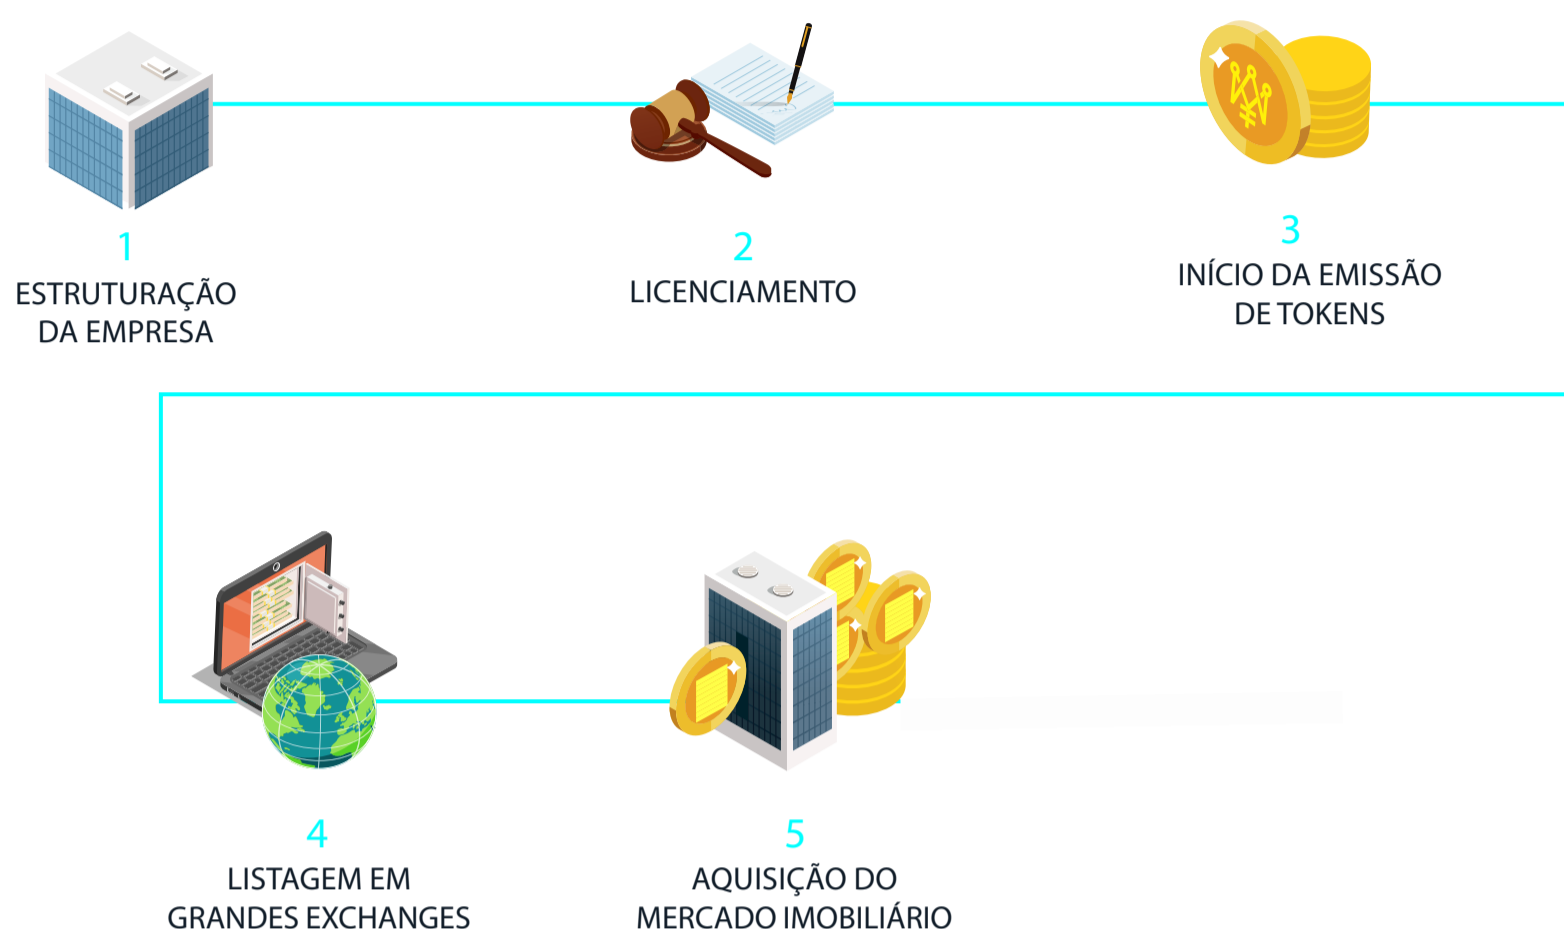 1
ESTRUTURAÇÃO
DA EMPRESA
2
LICENCIAMENTO
3
INÍCIO DA EMISSÃO
DE TOKENS
4
LISTAGEM EM
GRANDES EXCHANGES
5
AQUISIÇÃO DO
MERCADO IMOBILIÁRIO